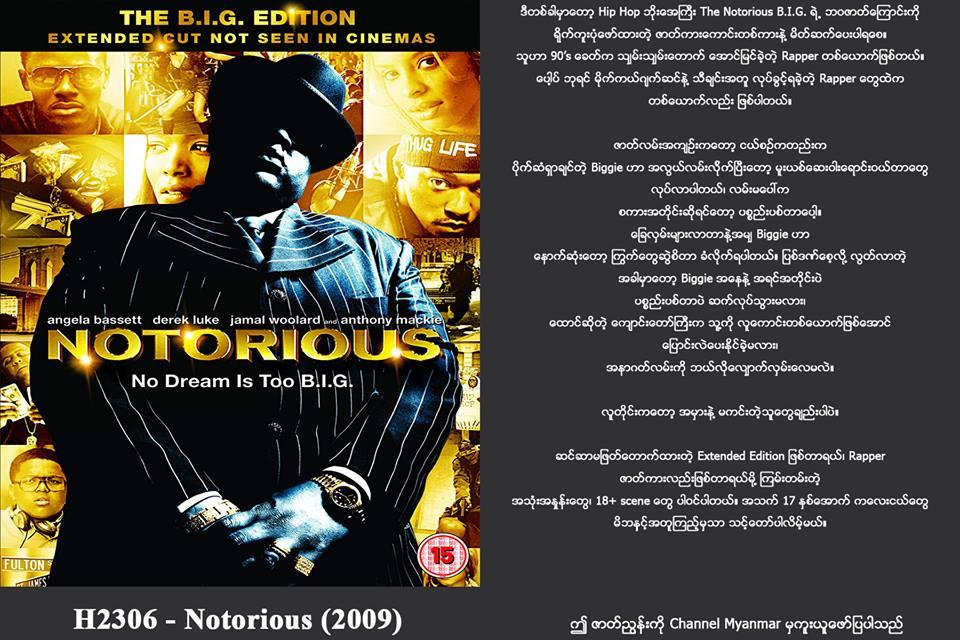 THE B.I.G. EDITION
EXTENDED CUT NOT SEEN IN CINEMAS
THUG LIFE
angela bassett derek luke jamal woolard and anthony mackie
NOTORIOUS
No Dream Is Too B.I.G.
15
FULTON ST
ST JAMES
H2306 - Notorious (2009)
ဒီတစ်ခါမှာတော့ Hip Hop ဘိုးအေကြီး The Notorious B.I.G. ရဲ့ ဘဝဇာတ်ကြောင်းကို
ရိုက်ကူးပုံဖော်ထားတဲ့ ဇာတ်ကားကောင်းတစ်ကားနဲ့ မိတ်ဆက်ပေးပါရစေ။
သူဟာ 90's ခေတ်က သျမ်းသျမ်းတောက် အောင်မြင်ခဲ့တဲ့ Rapper တစ်ယောက်ဖြစ်တယ်။
ပေါ့ပ် ဘုရင် မိုက်ကယ်ဂျက်ဆင်နဲ့ သီချင်းအတူ လုပ်ခွင့်ရခဲ့တဲ့ Rapper တွေထဲက
တစ်ယောက်လည်း ဖြစ်ပါတယ်။
ဇာတ်လမ်းအကျဉ်းကတော့ ငယ်စဉ်ကတည်းက
ပိုက်ဆံရှာချင်တဲ့ Biggie ဟာ အလွယ်လမ်းလိုက်ပြီးတော့ မူးယစ်ဆေးဝါးရောင်းဝယ်တာတွေ
လုပ်လာပါတယ်၊ လမ်းမပေါ်က
စကားအတိုင်းဆိုရင်တော့ ပစ္စည်းပစ်တာပေါ့။
ခြေလှမ်းများလာတာနဲ့အမျှ Biggie ဟာ
နောက်ဆုံးတော့ ကြွက်တွေဆွဲစိတာ ခံလိုက်ရပါတယ်။ ပြစ်ဒဏ်စေ့လို့ လွတ်လာတဲ့
အခါမှာတော့ Biggie အနေနဲ့ အရင်အတိုင်းပဲ
ပစ္စည်းပစ်တာပဲ ဆက်လုပ်သွားမလား၊
ထောင်ဆိုတဲ့ ကျောင်းတော်ကြီးက သူ့ကို လူကောင်းတစ်ယောက်ဖြစ်အောင်
ပြောင်းလဲပေးနိုင်ခဲ့မလား၊
အနာဂတ်လမ်းကို ဘယ်လိုလျှောက်လှမ်းလေမလဲ။
လူတိုင်းကတော့ အမှားနဲ့ မကင်းတဲ့သူတွေချည်းပါပဲ။
ဆင်ဆာမဖြတ်တောက်ထားတဲ့ Extended Edition ဖြစ်တာရယ်၊ Rapper
ဇာတ်ကားလည်းဖြစ်တာရယ်မို့ ကြမ်းတမ်းတဲ့
အသုံးအနှုန်းတွေ၊ 18+ scene တွေ ပါဝင်ပါတယ်။ အသက် 17 နှစ်အောက် ကလေးငယ်တွေ
မိဘနှင့်အတူကြည့်မှသာ သင့်တော်ပါလိမ့်မယ်။
ဤ ဇာတ်ညွှန်းကို Channel Myanmar မှကူးယူဖော်ပြပါသည်